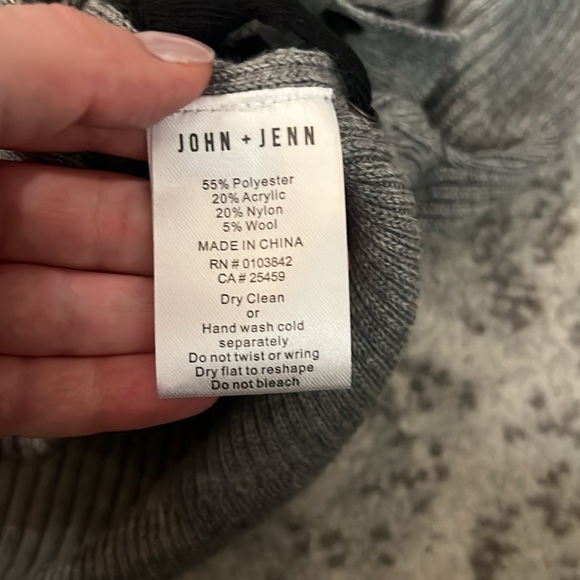 JOHN + JENN
55% Polyester
20% Acrylic
20% Nylon
5% Wool
MADE IN CHINA
RN # 0103842
CA # 25459
Dry Clean
or
Hand wash cold
separately
Do not twist or wring
Dry flat to reshape
Do not bleach